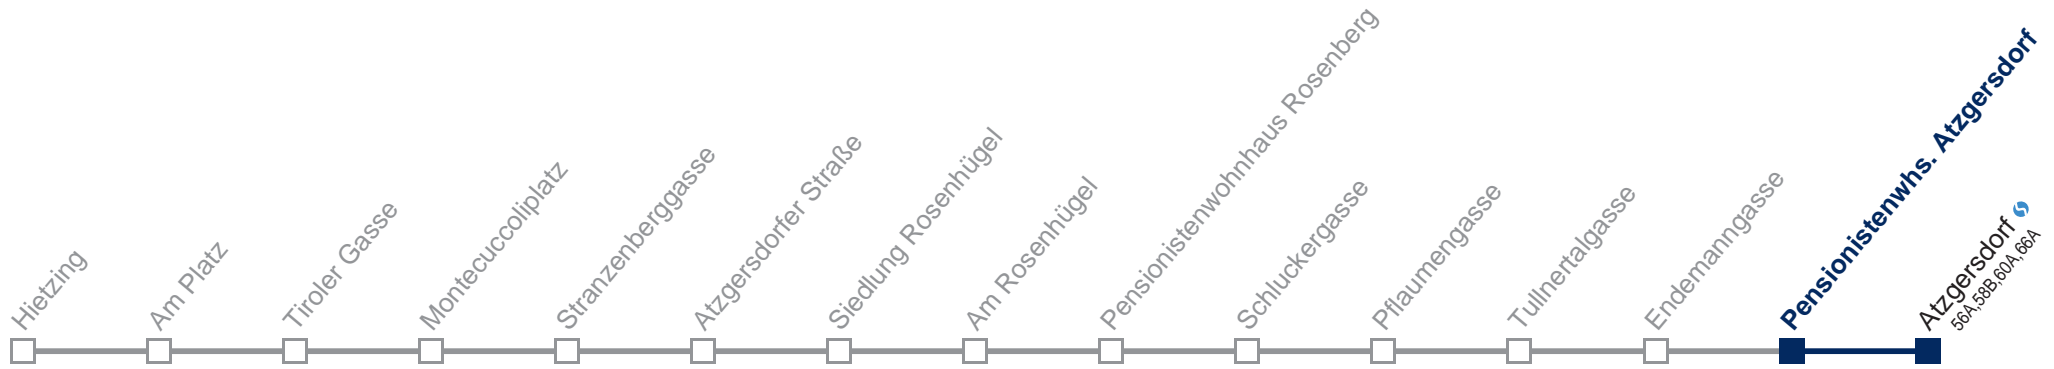 Hietzing
Am Platz
Tiroler Gasse
Montecuccoliplatz
Stranzenberggasse
Atzgersdorfer Straße
Siedlung Rosenhügel
Am Rosenhügel
Pensionistenwohnhaus Rosenberg
Schluckergasse
Pflaumengasse
Tullnertalgasse
Endemanngasse
Pensionistenwhs. Atzgersdorf
Atzgersdorf
56A,58B,60A,66A